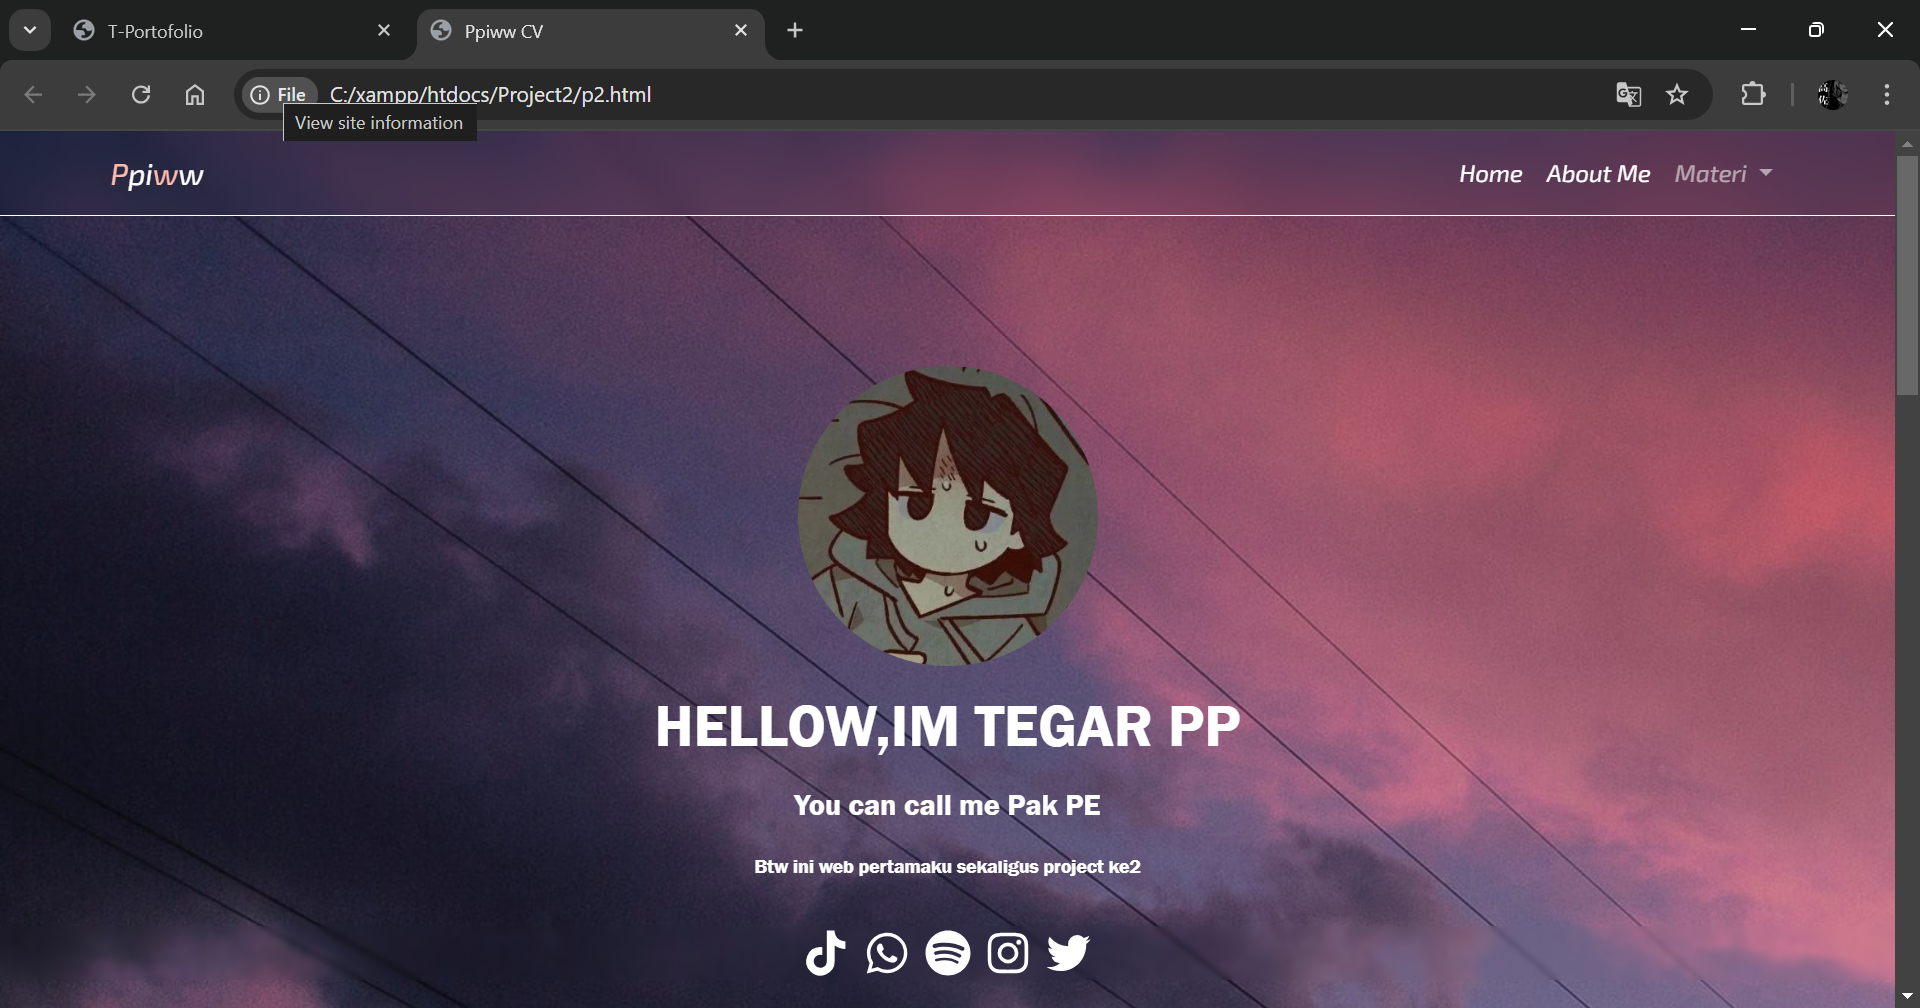 T-Portofolio
Ppiww CV
File
C:/xampp/htdocs/Project2/p2.html
View site information
Ppiww
Home About Me Materi
HELLOW,IM TEGAR PP
You can call me Pak PE
Btw ini web pertamaku sekaligus project ke2